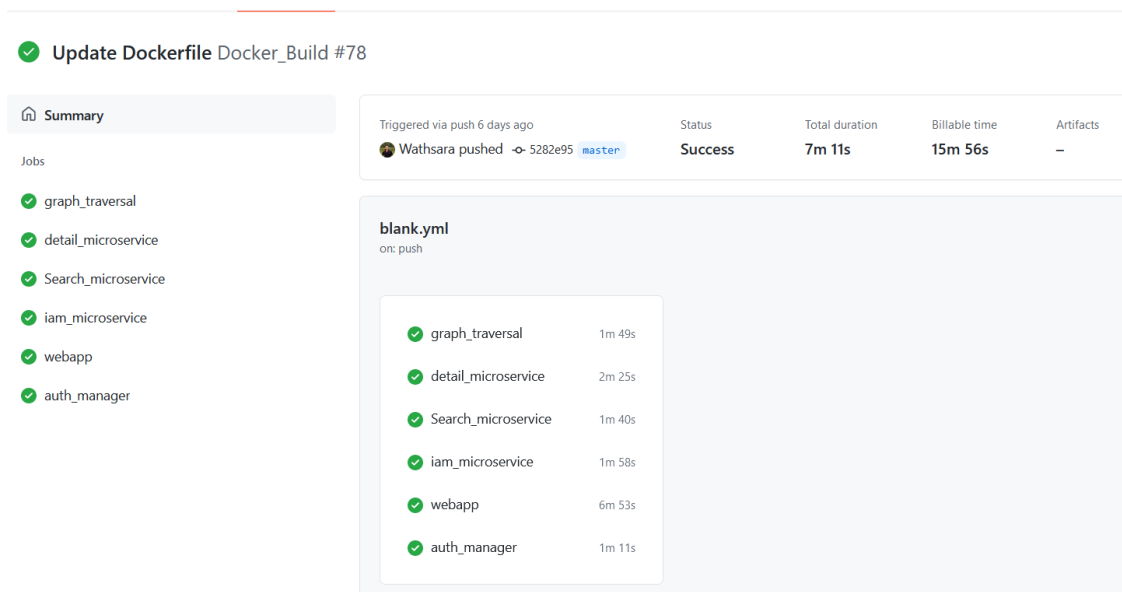 Update Dockerfile Docker_Build #78
Summary
Jobs
graph_traversal
detail_microservice
Search_microservice
iam_microservice
webapp
auth_manager
Triggered via push 6 days ago
Wathsara pushed 5282e95 master
Status
Success
Total duration
7m 11s
Billable time
15m 56s
Artifacts
–
blank.yml
on: push
graph_traversal 1m 49s
detail_microservice 2m 25s
Search_microservice 1m 40s
iam_microservice 1m 58s
webapp 6m 53s
auth_manager 1m 11s